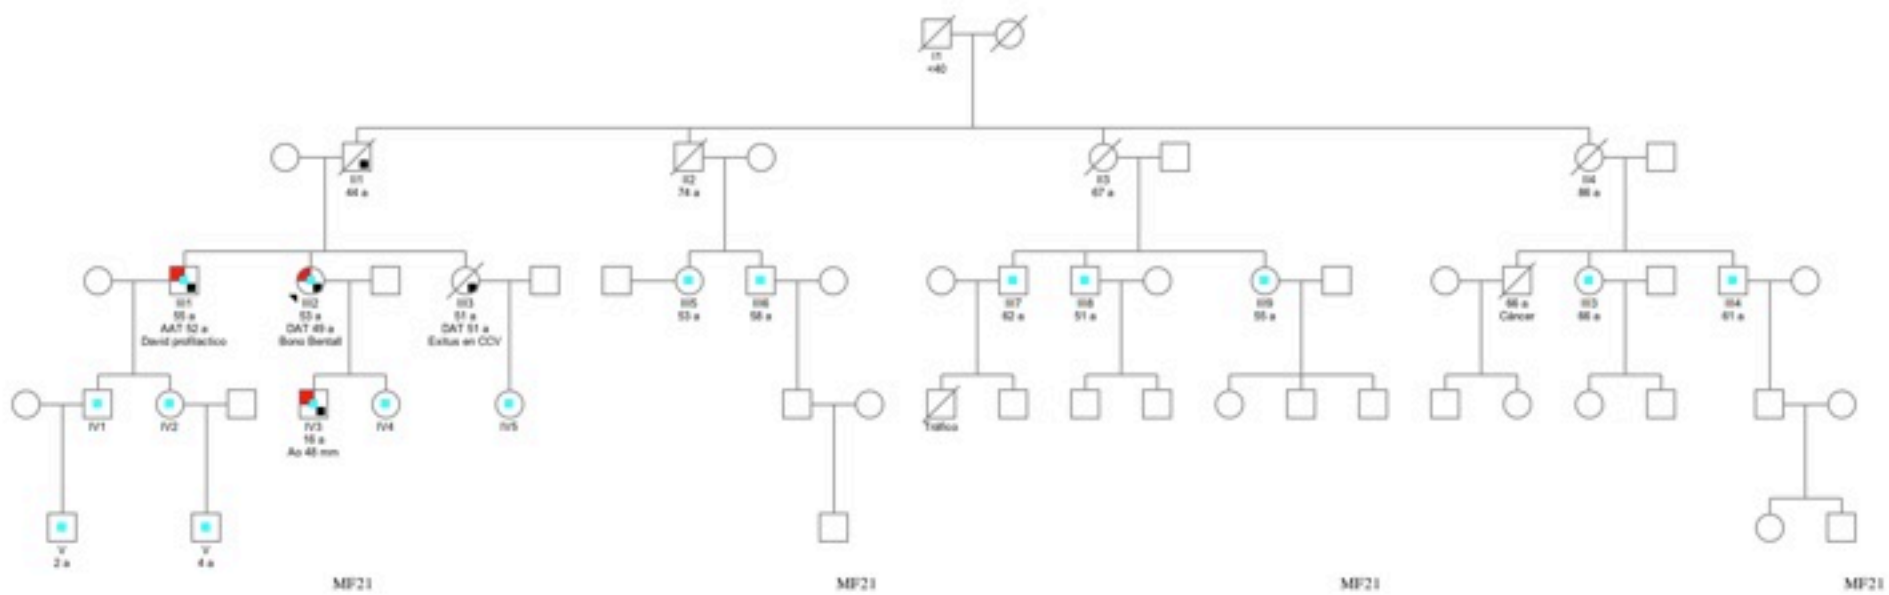 I1
<40
II1
44 a
II2
74 a
II3
67 a
II4
86 a
III1
55 a
AAT 52 a
David profilactico
III2
53 a
DAT 49 a
Bono Bentall
III3
51 a
DAT 51 a
Exitus en CCV
III5
53 a
III6
58 a
III7
62 a
III8
51 a
III9
55 a
66 a
Cáncer
III3
66 a
III4
61 a
IV1
IV2
IV3
16 a
Ao 48 mm
IV4
IV5
Tráfico
V
2 a
V
4 a
MF21
MF21
MF21
MF21